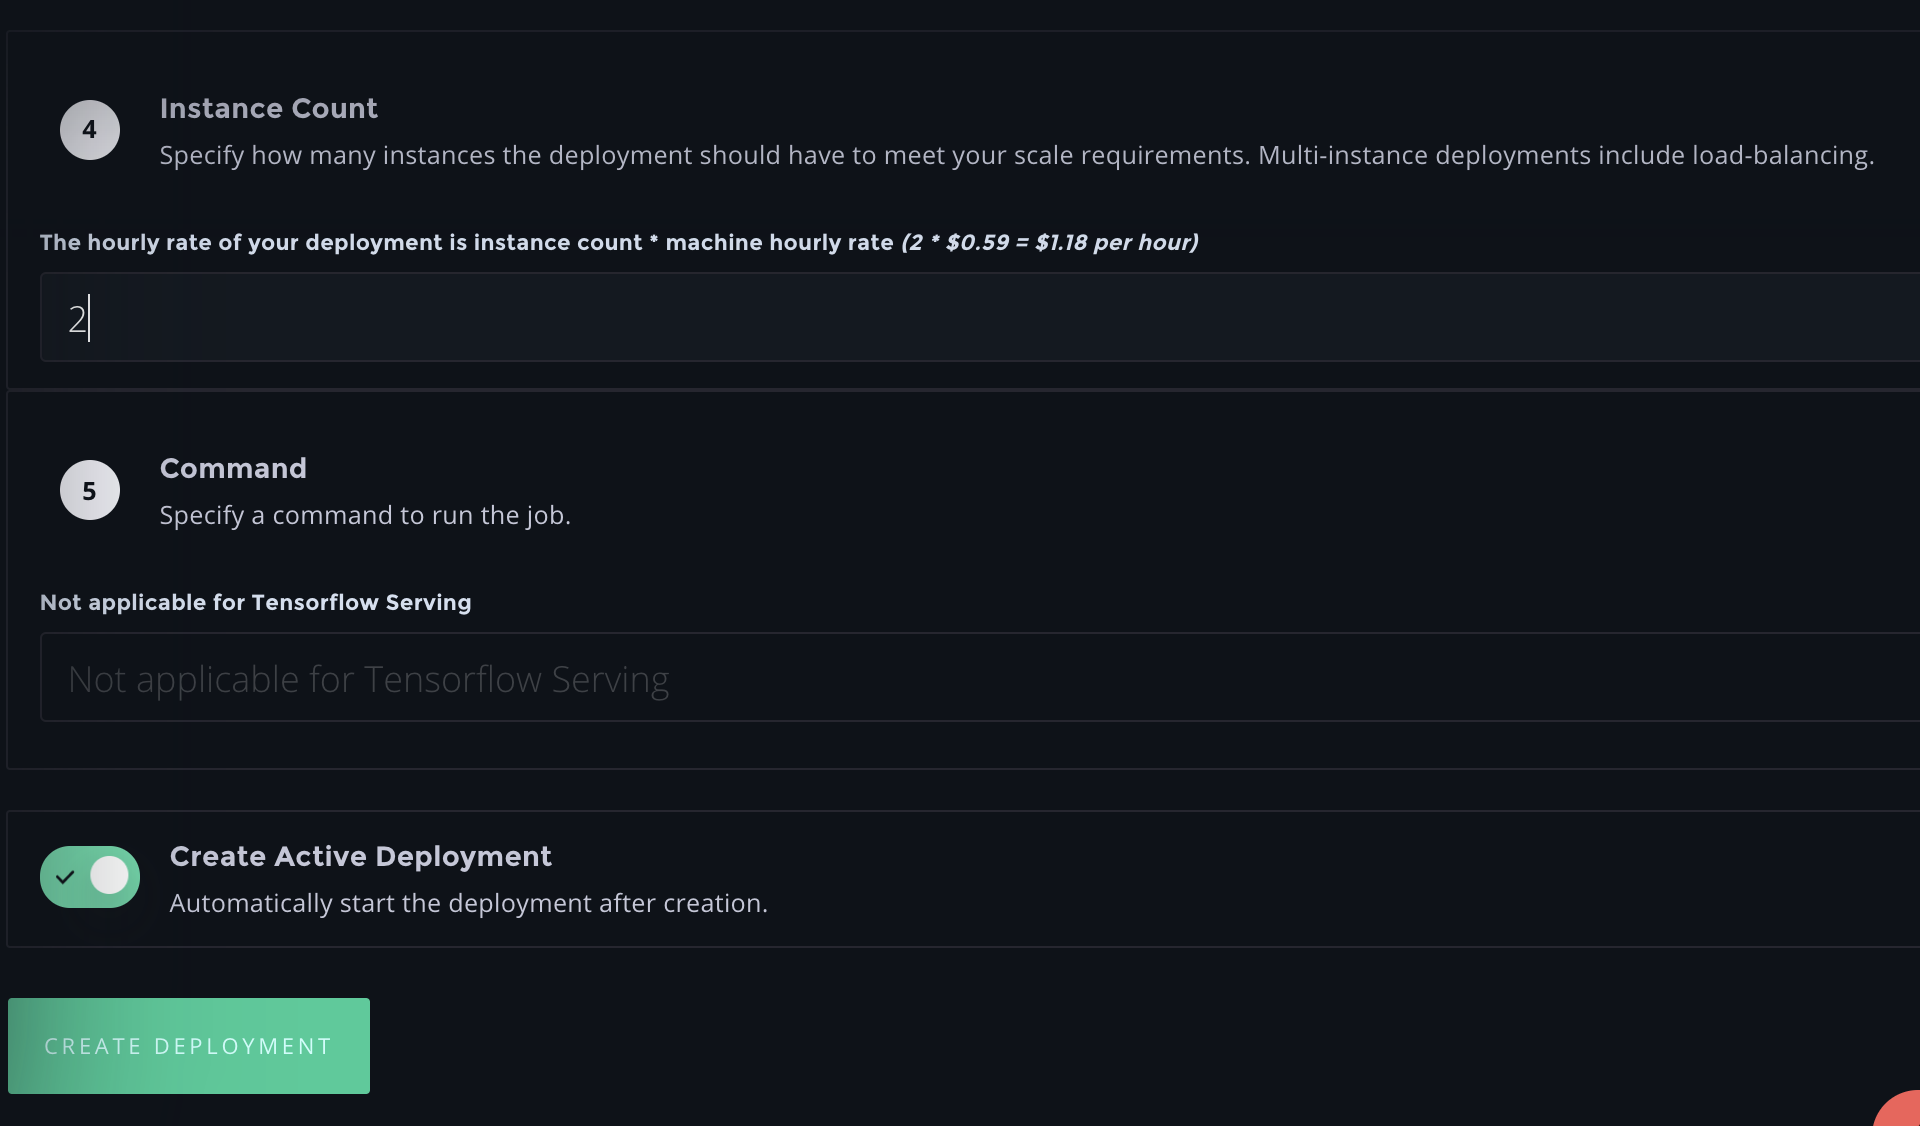 4
Instance Count
Specify how many instances the deployment should have to meet your scale requirements. Multi-instance deployments include load-balancing.
The hourly rate of your deployment is instance count * machine hourly rate (2 * $0.59 = $1.18 per hour)
2
5
Command
Specify a command to run the job.
Not applicable for Tensorflow Serving
Not applicable for Tensorflow Serving
Create Active Deployment
Automatically start the deployment after creation.
CREATE DEPLOYMENT